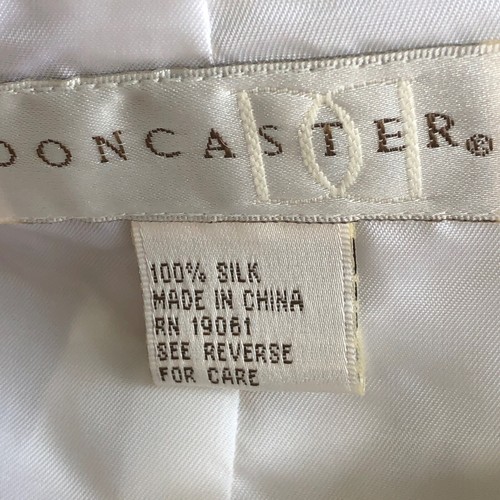 DONCASTER®
100% SILK
MADE IN CHINA
RN 19061
SEE REVERSE
FOR CARE